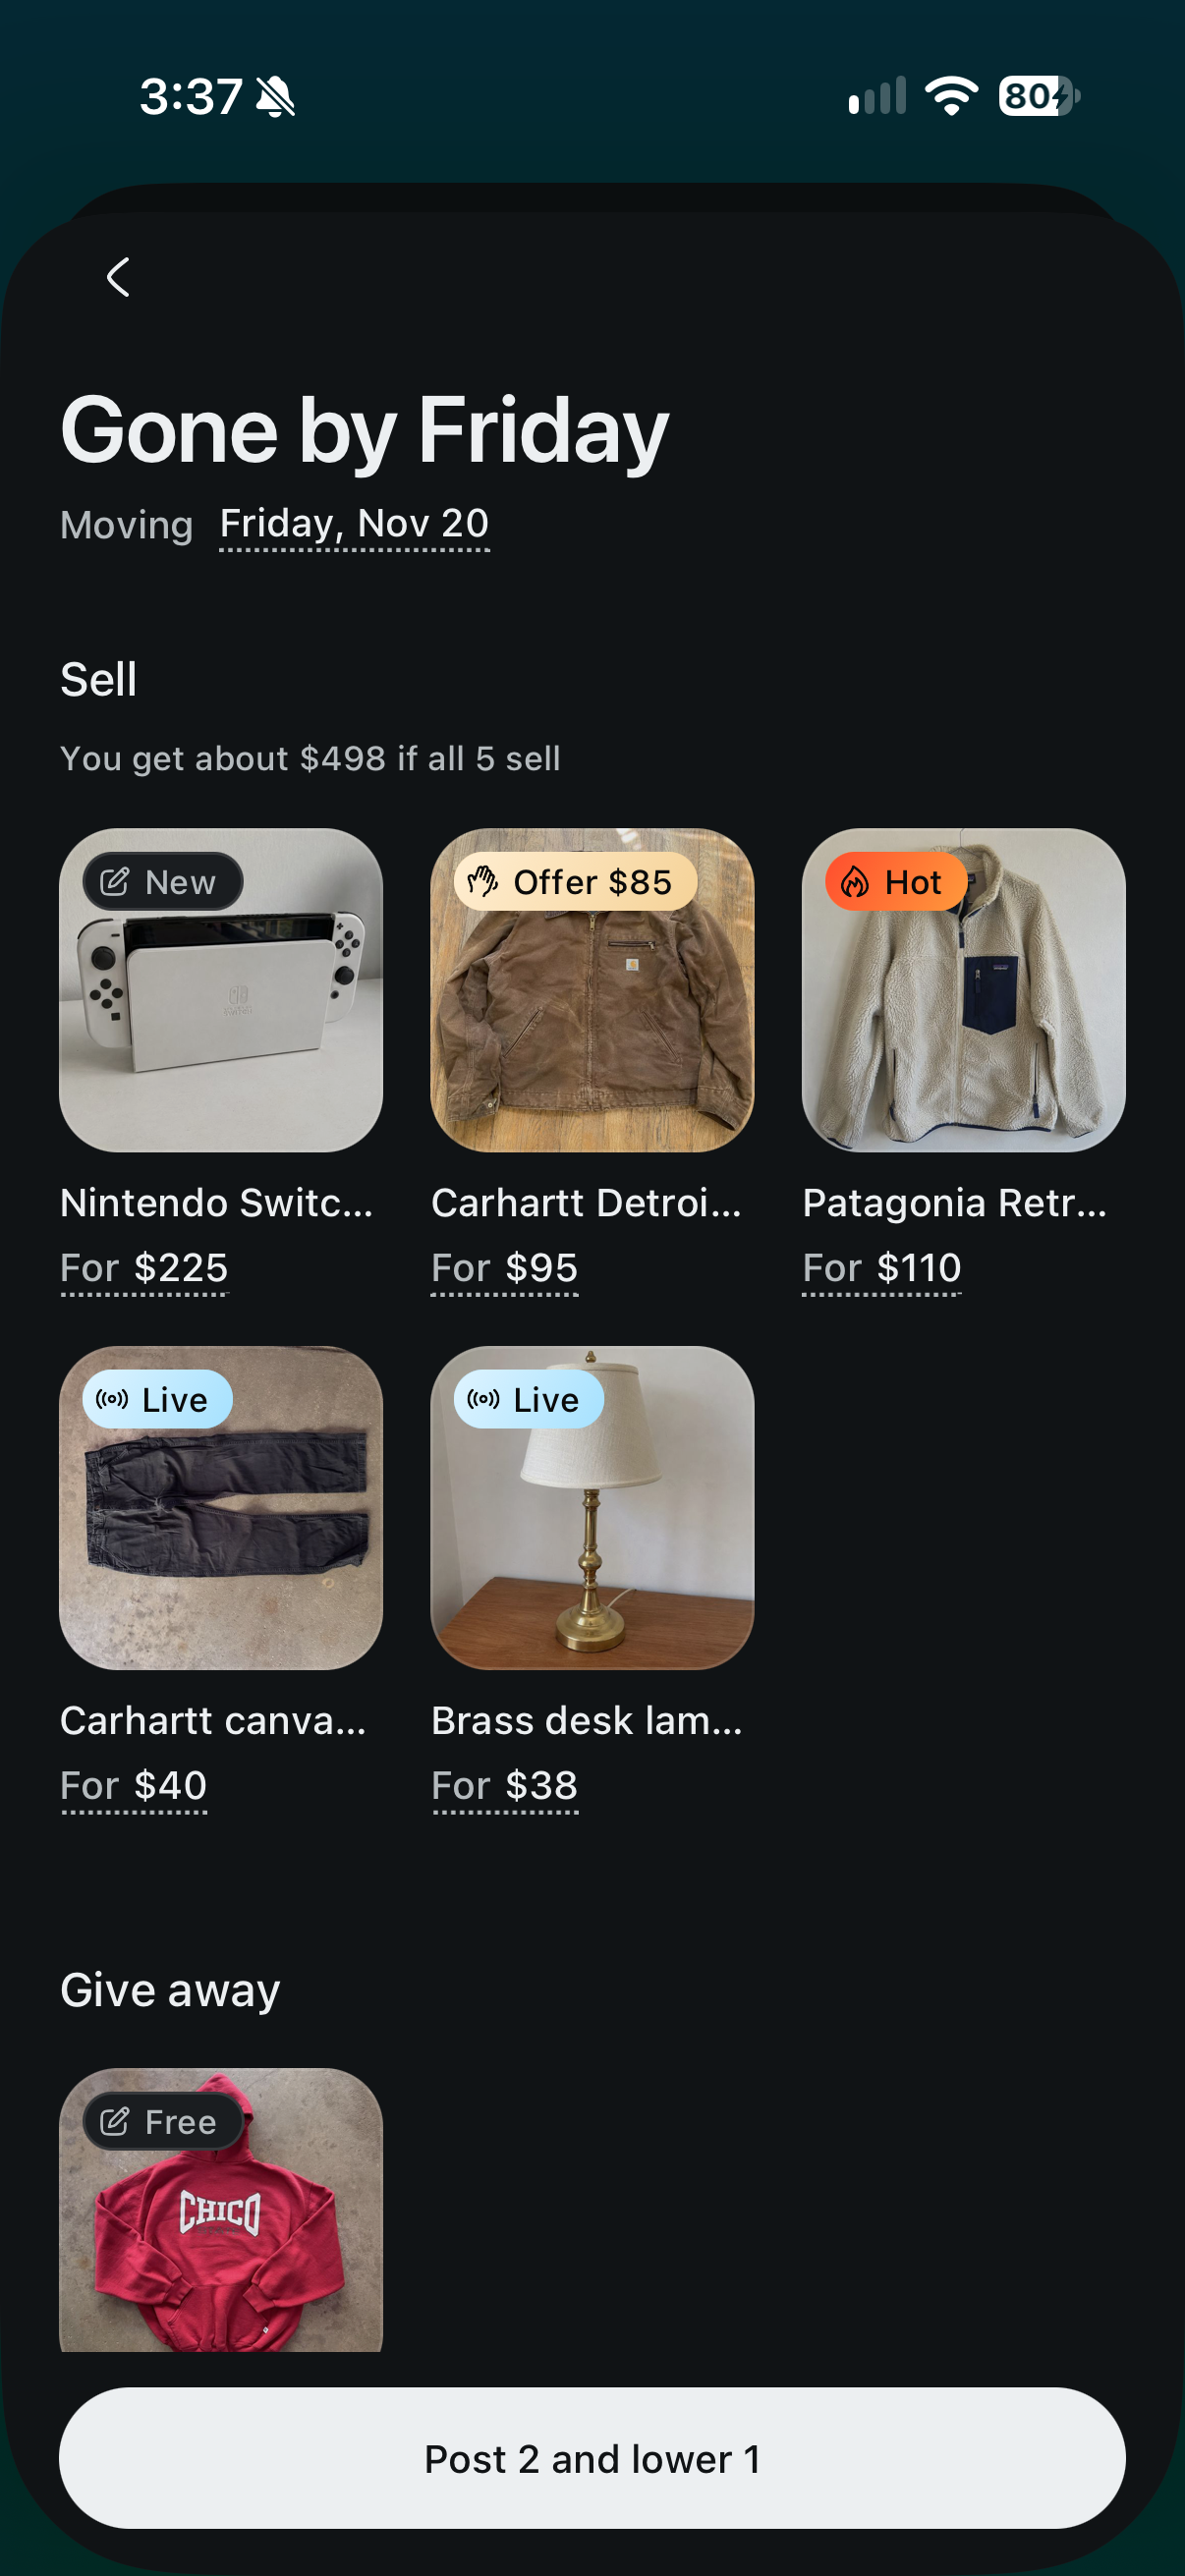 3:37
80
Gone by Friday
Moving Friday, Nov 20
Sell
You get about $498 if all 5 sell
New
Offer $85
Hot
Nintendo Switc...
Carhartt Detroi...
Patagonia Retr...
For $225
For $95
For $110
Live
Live
Carhartt canva...
Brass desk lam...
For $40
For $38
Give away
Free
CHICO
Post 2 and lower 1